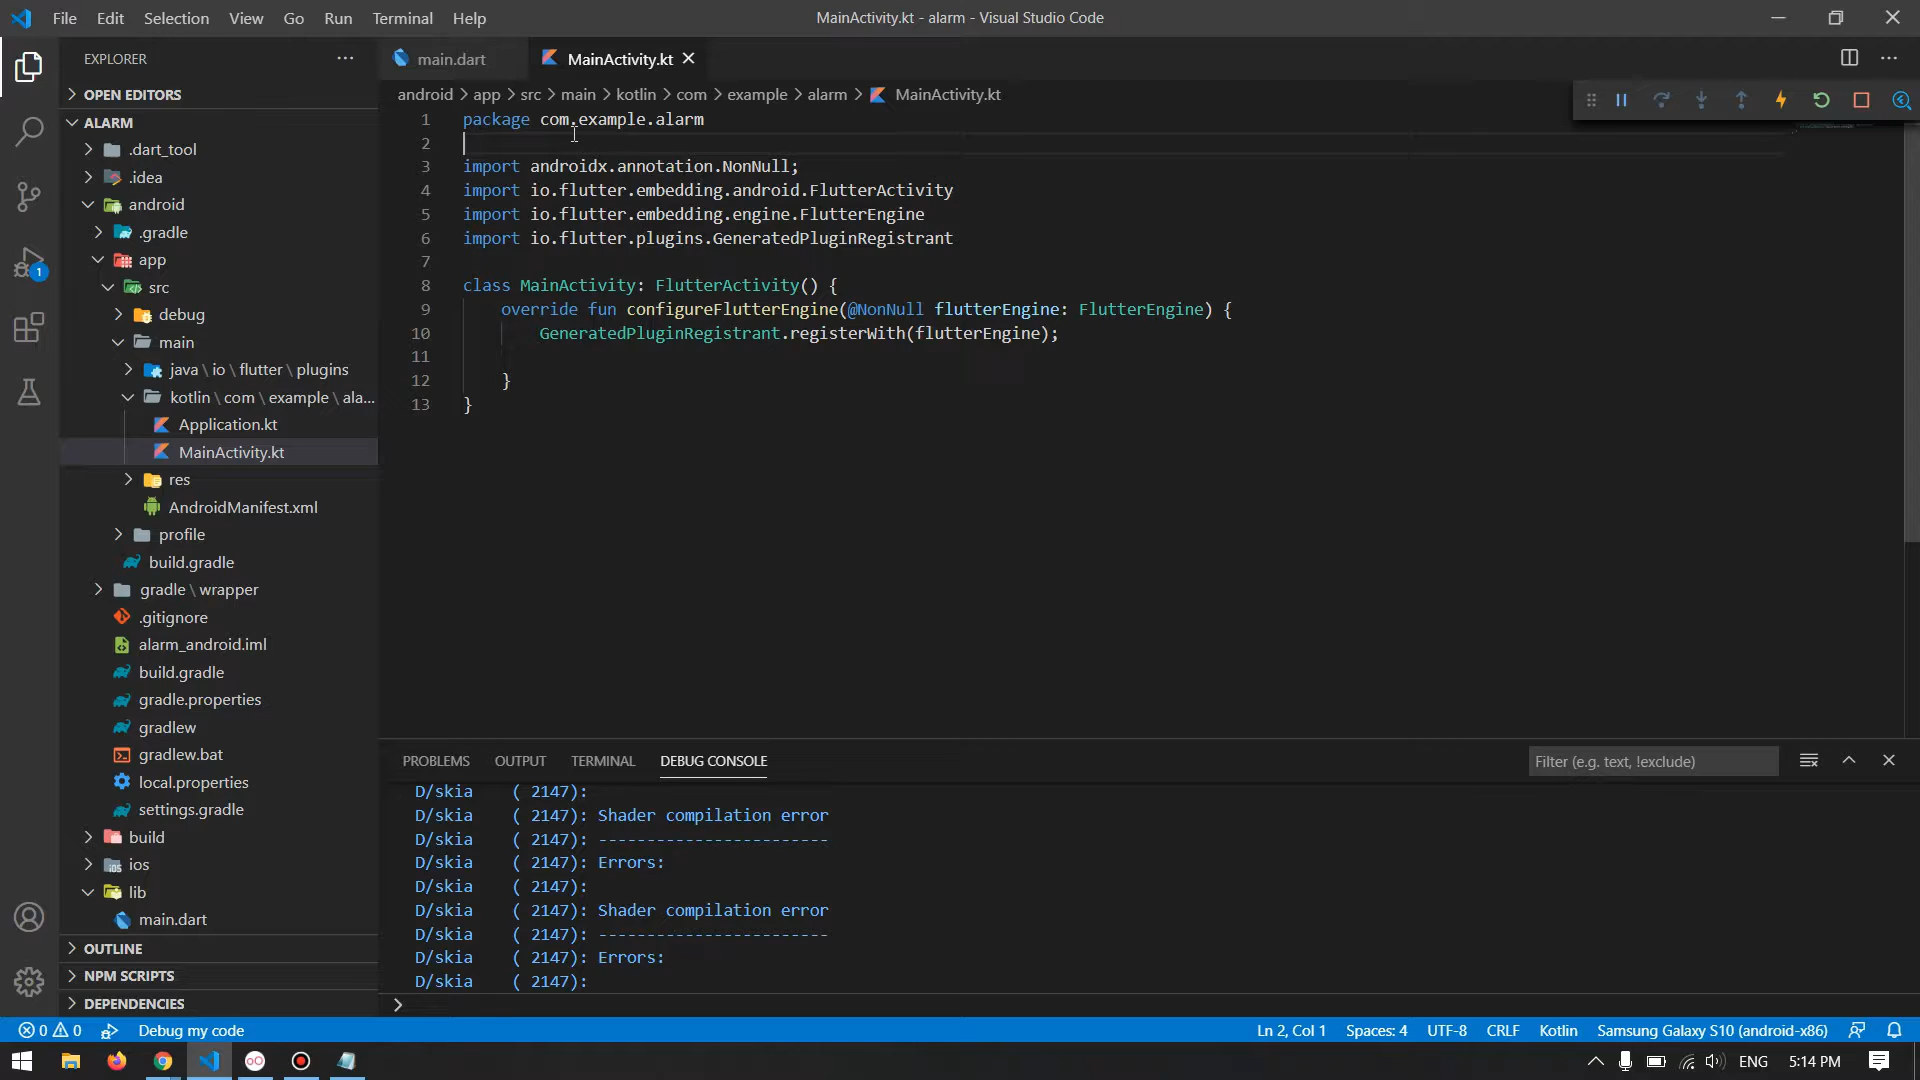 File Edit Selection View Go Run Terminal Help
MainActivity.kt - alarm - Visual Studio Code
EXPLORER
OPEN EDITORS
ALARM
.dart_tool
.idea
android
.gradle
app
src
debug
main
java \ io \ flutter \ plugins
kotlin \ com \ example \ ala...
Application.kt
MainActivity.kt
res
AndroidManifest.xml
profile
build.gradle
gradle \ wrapper
.gitignore
alarm_android.iml
build.gradle
gradle.properties
gradlew
gradlew.bat
local.properties
settings.gradle
build
ios
lib
main.dart
OUTLINE
NPM SCRIPTS
DEPENDENCIES
1
main.dart
MainActivity.kt
android > app > src > main > kotlin > com > example > alarm > MainActivity.kt
1 package com.example.alarm
2
3 import androidx.annotation.NonNull;
4 import io.flutter.embedding.android.FlutterActivity
5 import io.flutter.embedding.engine.FlutterEngine
6 import io.flutter.plugins.GeneratedPluginRegistrant
7
8 class MainActivity: FlutterActivity() {
9 override fun configureFlutterEngine(@NonNull flutterEngine: FlutterEngine) {
10 GeneratedPluginRegistrant.registerWith(flutterEngine);
11
12 }
13 }
PROBLEMS OUTPUT TERMINAL DEBUG CONSOLE
Filter (e.g. text, !exclude)
D/skia ( 2147):
D/skia ( 2147): Shader compilation error
D/skia ( 2147): ------------------------
D/skia ( 2147): Errors:
D/skia ( 2147):
D/skia ( 2147): Shader compilation error
D/skia ( 2147): ------------------------
D/skia ( 2147): Errors:
D/skia ( 2147):
>
0 0 Debug my code
Ln 2, Col 1 Spaces: 4 UTF-8 CRLF Kotlin Samsung Galaxy S10 (android-x86)
ENG 5:14 PM